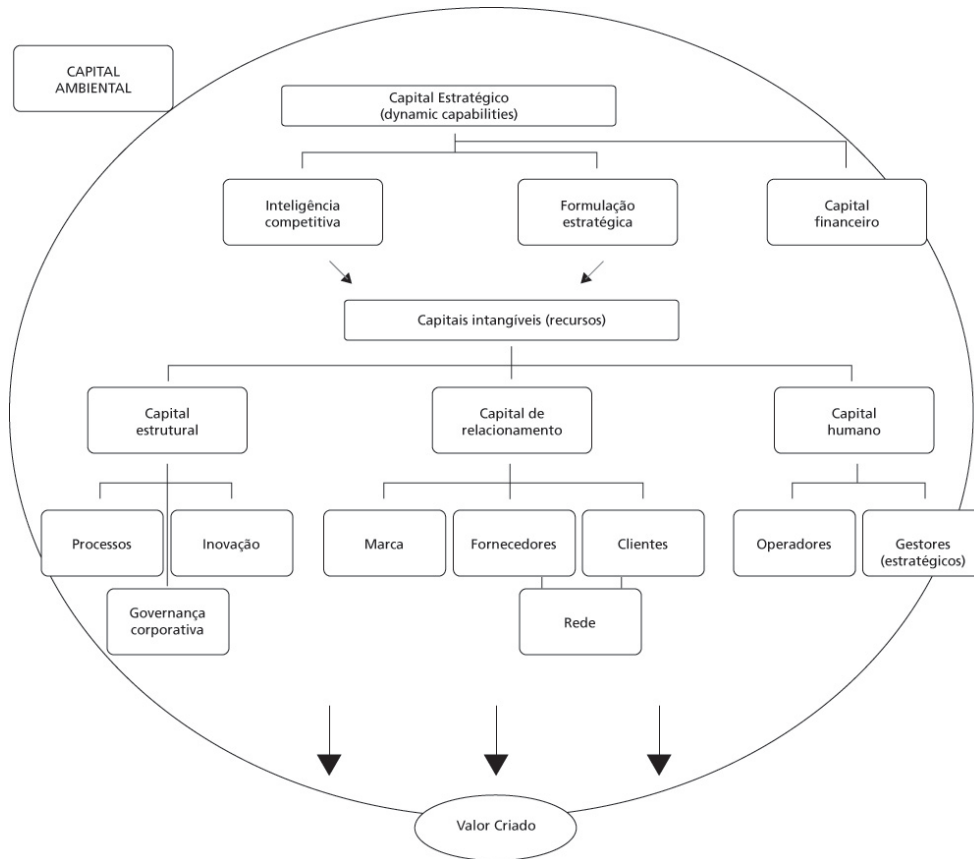 CAPITAL
AMBIENTAL
Capital Estratégico
(dynamic capabilities)
Inteligência
competitiva
Formulação
estratégica
Capital
financeiro
Capitais intangíveis (recursos)
Capital
estrutural
Capital de
relacionamento
Capital
humano
Processos
Inovação
Marca
Fornecedores
Clientes
Operadores
Gestores
(estratégicos)
Governança
corporativa
Rede
Valor Criado